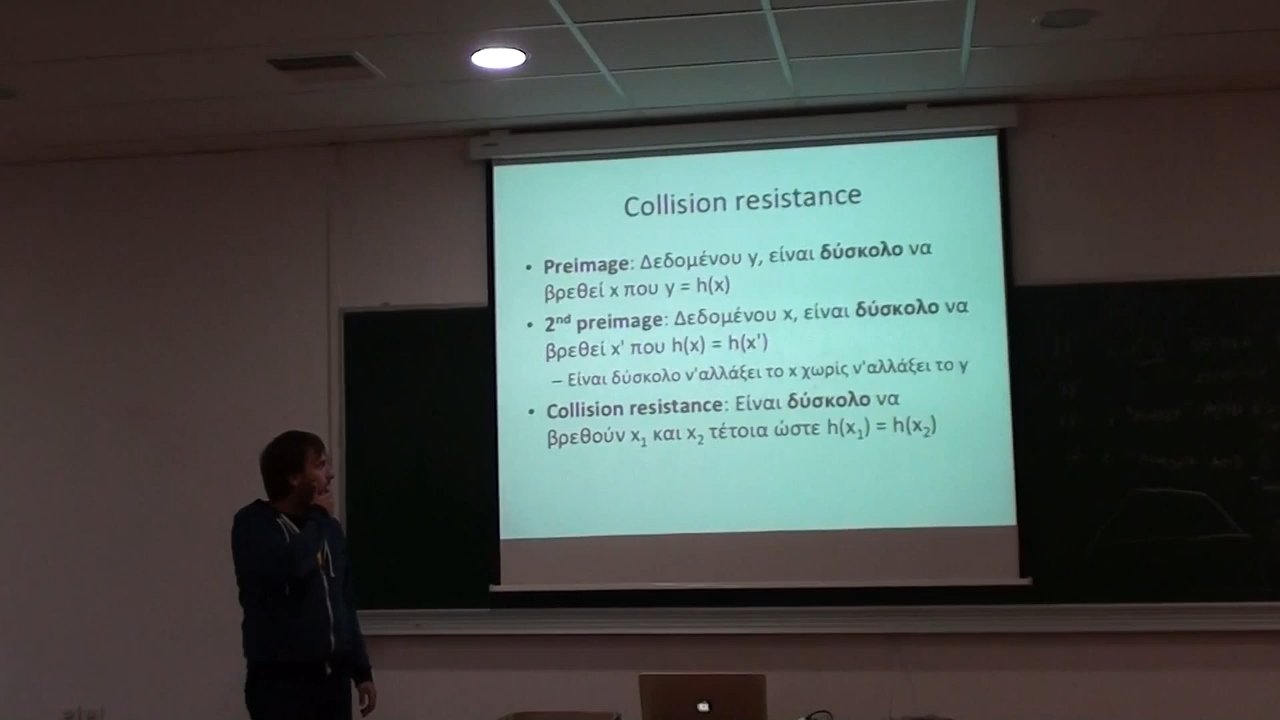 Collision resistance
• Preimage: Δεδομένου y, είναι δύσκολο να
βρεθεί x που y = h(x)
• 2nd preimage: Δεδομένου x, είναι δύσκολο να
βρεθεί x' που h(x) = h(x')
– Είναι δύσκολο ν'αλλάξει το x χωρίς ν'αλλάξει το y
• Collision resistance: Είναι δύσκολο να
βρεθούν x₁ και x₂ τέτοια ώστε h(x₁) = h(x₂)